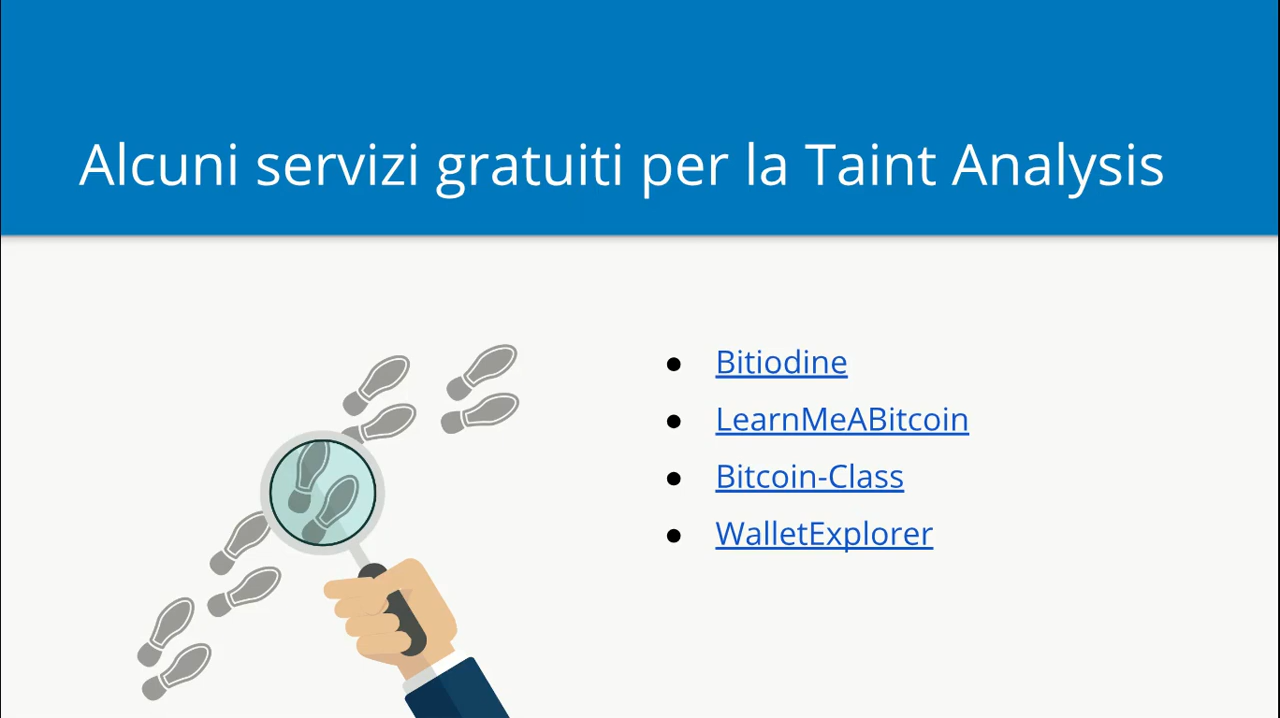 Alcuni servizi gratuiti per la Taint Analysis
● Bitiodine
● LearnMeABitcoin
● Bitcoin-Class
● WalletExplorer